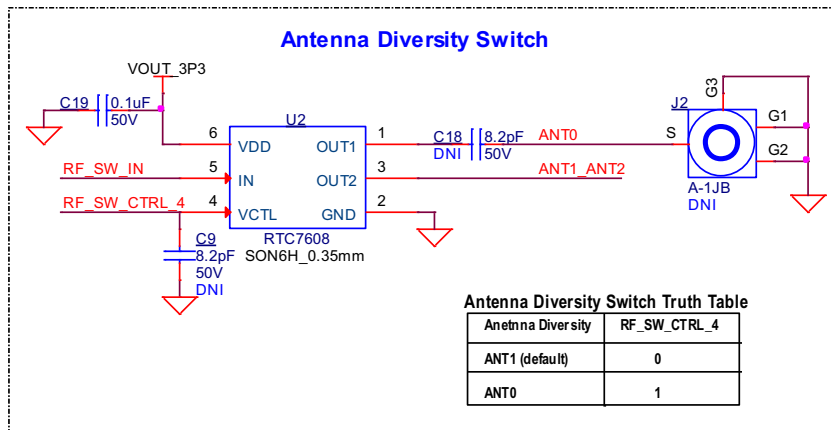 Antenna Diversity Switch
VOUT_3P3
C19 0.1uF
50V
U2
6 VDD OUT1 1
5 IN OUT2 3
4 VCTL GND 2
RTC7608
SON6H_0.35mm
RF_SW_IN
RF_SW_CTRL_4
C9
8.2pF
50V
DNI
C18 8.2pF
DNI 50V
ANT0
ANT1_ANT2
J2
G3
S
G1
G2
A-1JB
DNI
Antenna Diversity Switch Truth Table
Anetnna Diversity RF_SW_CTRL_4
ANT1 (default) 0
ANT0 1